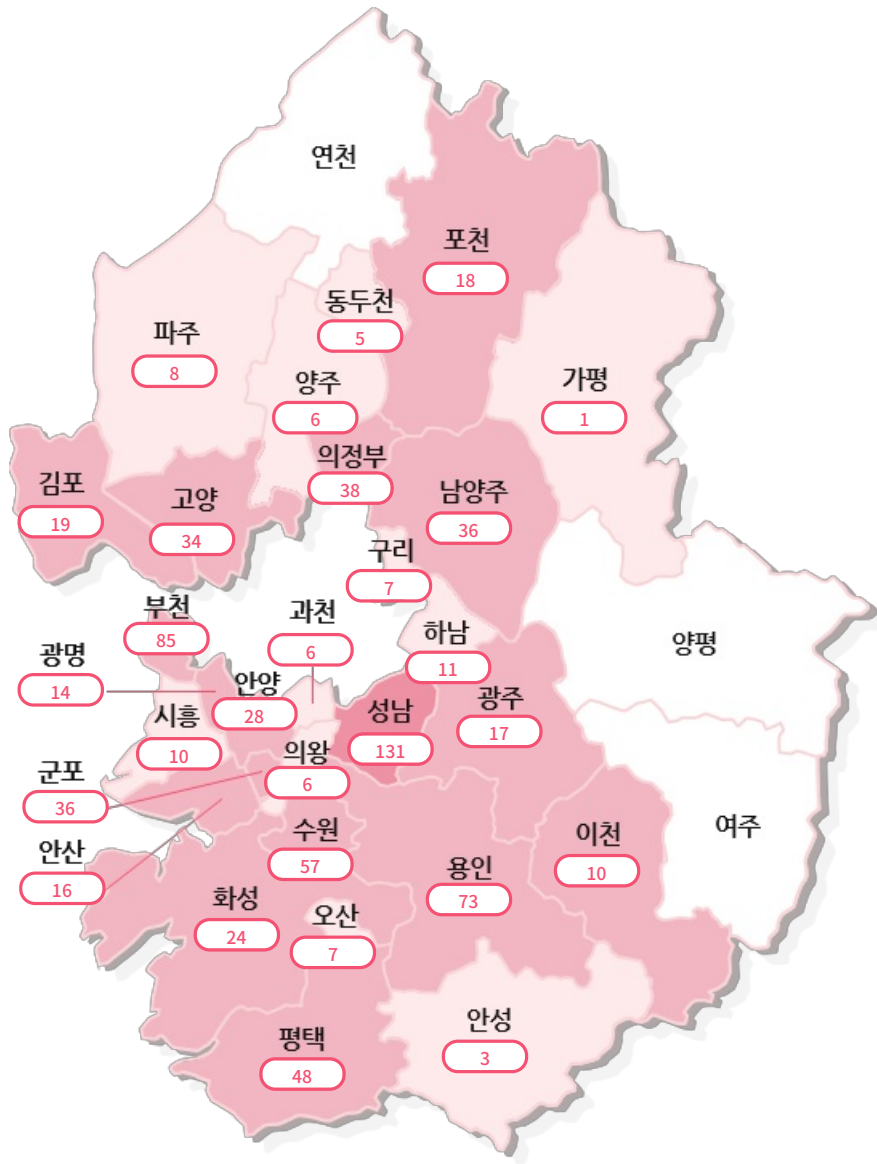 연천
포천
18
동두천
5
파주
8
양주
6
가평
1
의정부
38
김포
19
고양
34
남양주
36
구리
7
부천
85
과천
6
하남
11
양평
광명
14
안양
28
시흥
10
성남
131
광주
17
의왕
6
군포
36
수원
57
이천
10
여주
안산
16
용인
73
화성
24
오산
7
안성
3
평택
48